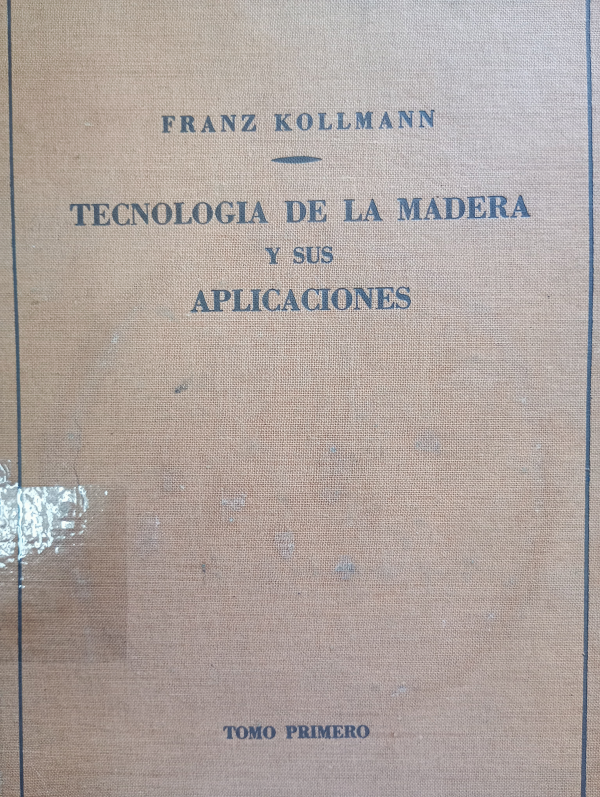 FRANZ KOLLMANN
TECNOLOGIA DE LA MADERA
Y SUS
APLICACIONES
TOMO PRIMERO